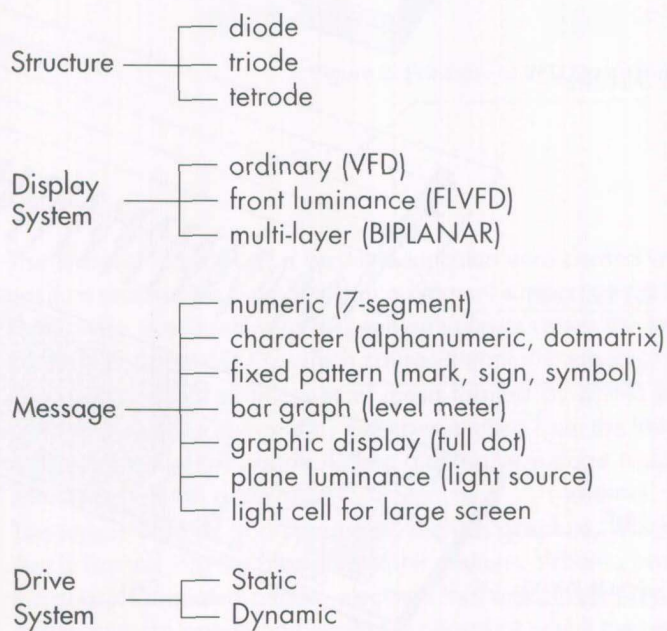 Structure
diode
triode
tetrode
Display
System
ordinary (VFD)
front luminance (FLVFD)
multi-layer (BIPLANAR)
Message
numeric (7-segment)
character (alphanumeric, dotmatrix)
fixed pattern (mark, sign, symbol)
bar graph (level meter)
graphic display (full dot)
plane luminance (light source)
light cell for large screen
Drive
System
Static
Dynamic